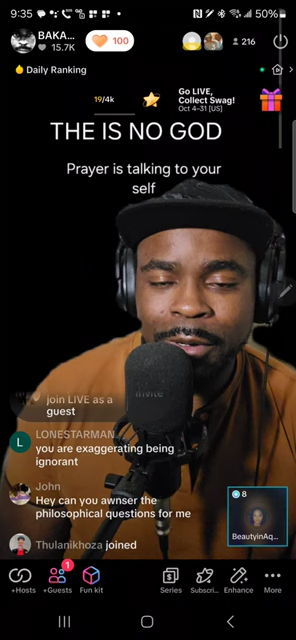 9:35
50%
BAKA...
15.7K
100
216
Daily Ranking
19/4k
Go LIVE,
Collect Swag!
Oct 4–31 [US]
THE IS NO GOD
Prayer is talking to your
self
Invite
join LIVE as a
guest
L
LONESTARMAN
you are exaggerating being
ignorant
John
Hey can you awnser the
philosophical questions for me
8
BeautyinAq...
Thulanikhoza joined
1
+Hosts
+Guests
Fun kit
Series
Subscri...
Enhance
More